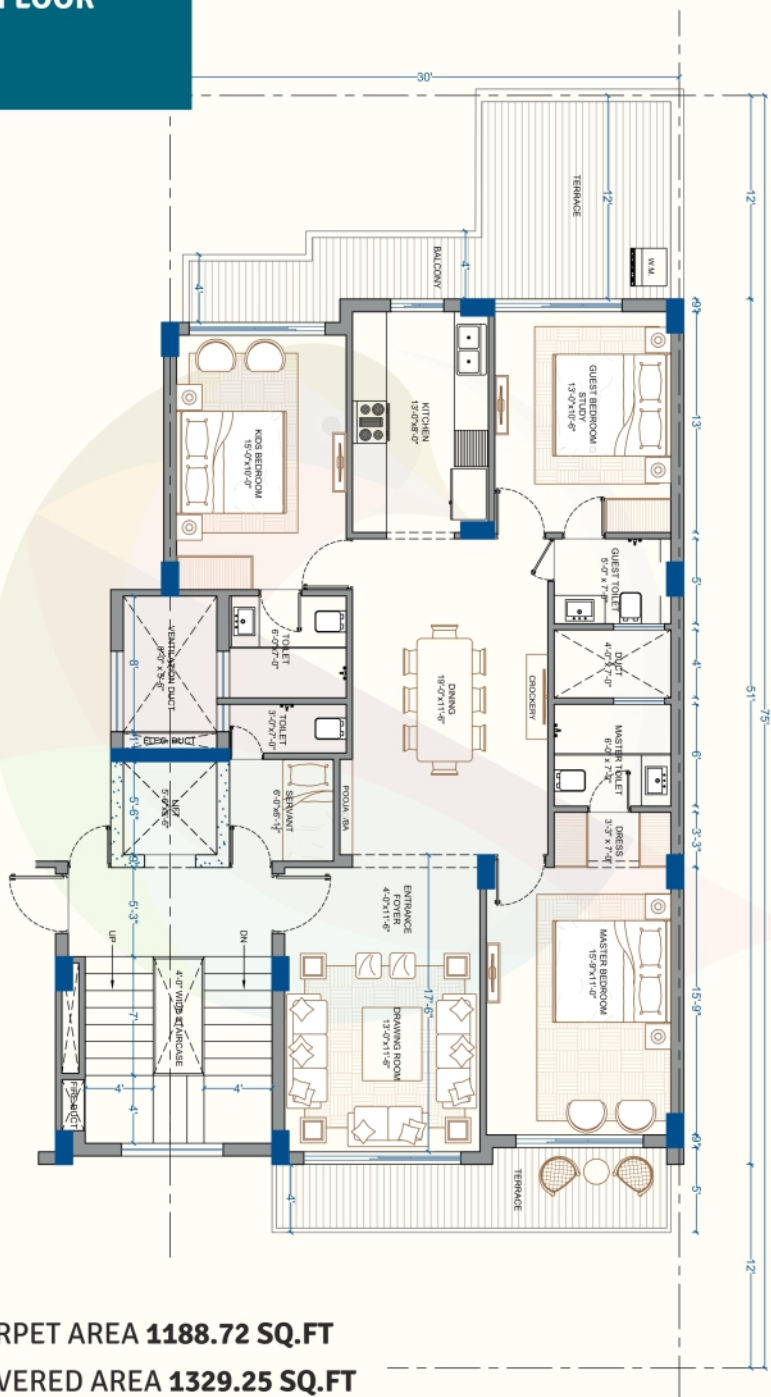 FLOOR
30'
TERRACE
12'
12'
W.M.
BALCONY
4'
4'
9"
GUEST BEDROOM
STUDY
13'-0"x10'-6"
KITCHEN
13'-0"x8'-0"
KIDS BEDROOM
15'-0"x10'-0"
13'
GUEST TOILET
5'-0" x 7'-0"
5'
TOILET
6'-0"x7'-0"
VENTILATION DUCT
8'
DUCT
4'-0"x 7'-0"
4'
DINING
19'-0"x11'-6"
CROCKERY
51'
75'
TOILET
3'-0"x7'-0"
ELEC. DUCT
1'
MASTER TOILET
6'-0" x 7'-0"
6'
LIFT
5'-6"
SERVANT
POOJA
DRESS
3'-3" x 7'-0"
3'-3"
ENTRANCE
FOYER
4'-0"x11'-6"
5'-3"
UP
DN
MASTER BEDROOM
15'-9"x11'-0"
17'-6"
15'-9"
4'-0" WIDE STAIRCASE
7'
DRAWING ROOM
13'-0"x11'-6"
4'
4'
4'
FIRE DUCT
9"
TERRACE
4'
5'
12'
RPET AREA 1188.72 SQ.FT
VERED AREA 1329.25 SQ.FT